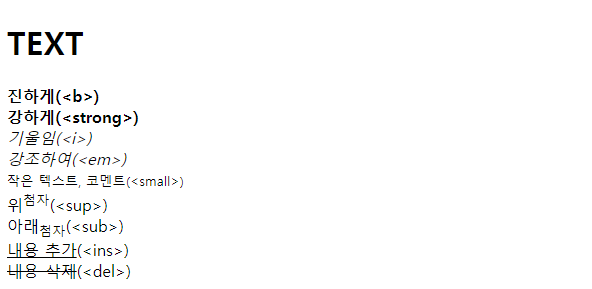 TEXT
진하게(<b>)
강하게(<strong>)
기울임(<i>)
강조하여(<em>)
작은 텍스트, 코멘트(<small>)
위첨자(<sup>)
아래첨자(<sub>)
내용 추가(<ins>)
내용 삭제(<del>)